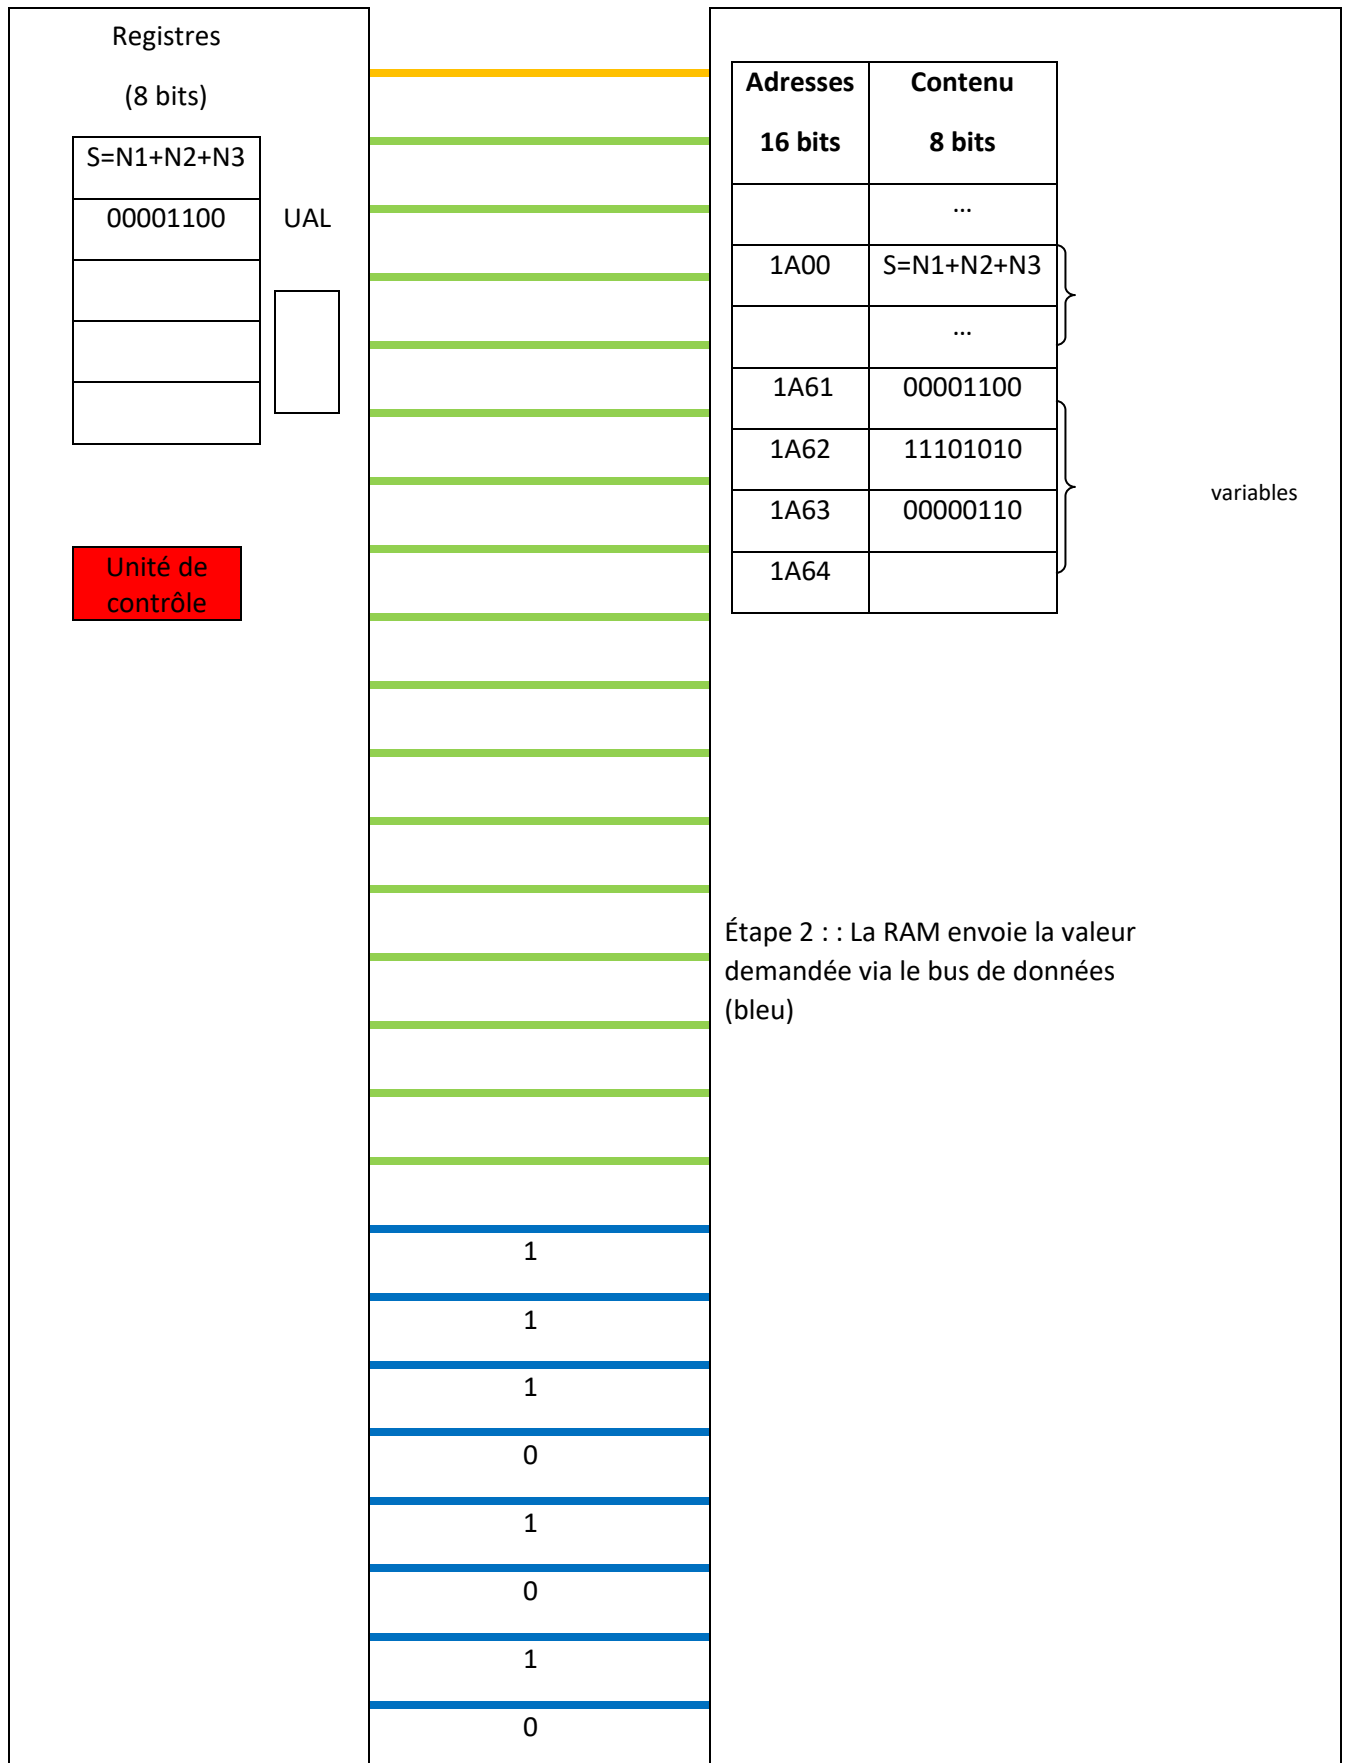 Registres
(8 bits)
S=N1+N2+N3
00001100
UAL
Unité de
contrôle
Adresses
16 bits
Contenu
8 bits
...
1A00
S=N1+N2+N3
...
1A61
00001100
1A62
11101010
1A63
00000110
1A64
variables
Étape 2 : : La RAM envoie la valeur
demandée via le bus de données
(bleu)
1
1
1
0
1
0
1
0